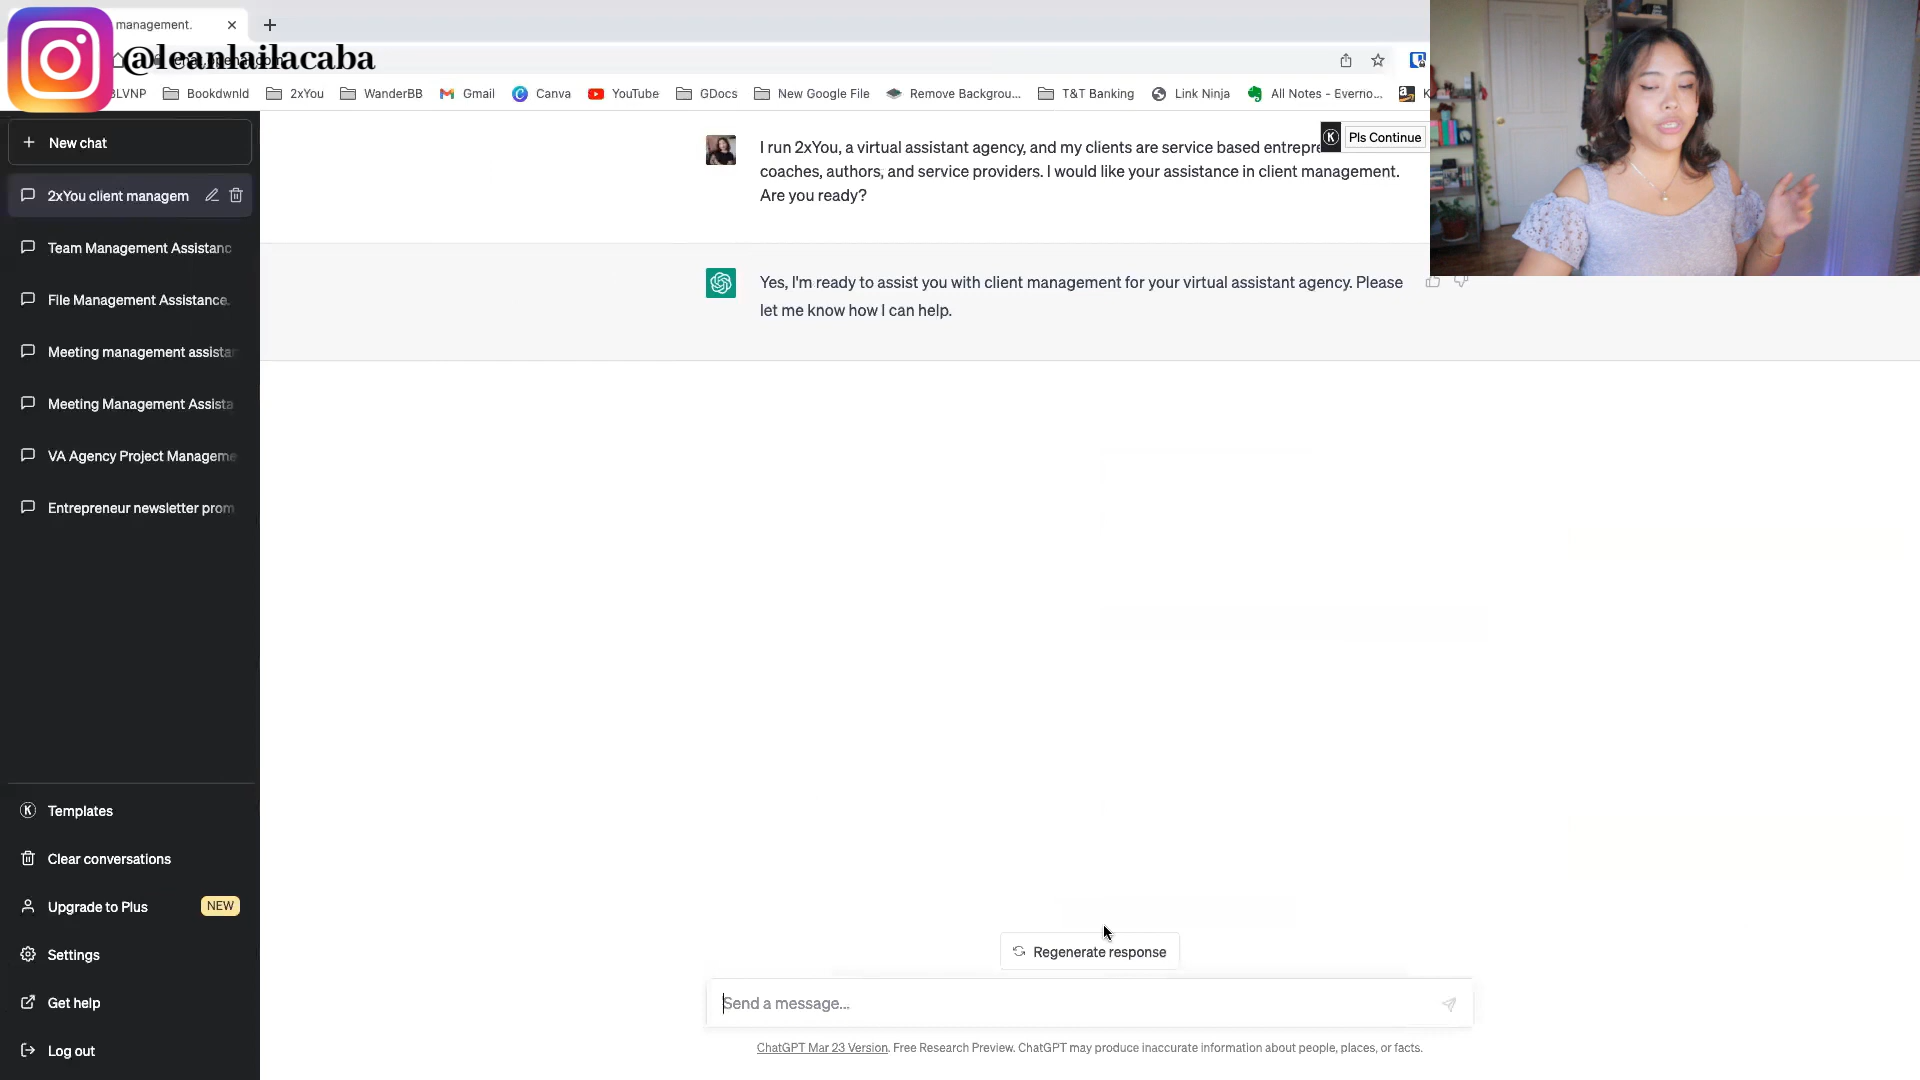 management.
@leanlailacaba
BLVNP
Bookdwnld
2xYou
WanderBB
Gmail
Canva
YouTube
GDocs
New Google File
Remove Backgrou...
T&T Banking
Link Ninja
All Notes - Everno...
K
New chat
2xYou client managem
Team Management Assistanc
File Management Assistance.
Meeting management assistan
Meeting Management Assista
VA Agency Project Manageme
Entrepreneur newsletter prom
Templates
Clear conversations
Upgrade to Plus
NEW
Settings
Get help
Log out
I run 2xYou, a virtual assistant agency, and my clients are service based entrepre
coaches, authors, and service providers. I would like your assistance in client management.
Are you ready?
K
Pls Continue
Yes, I'm ready to assist you with client management for your virtual assistant agency. Please
let me know how I can help.
Regenerate response
Send a message...
ChatGPT Mar 23 Version. Free Research Preview. ChatGPT may produce inaccurate information about people, places, or facts.